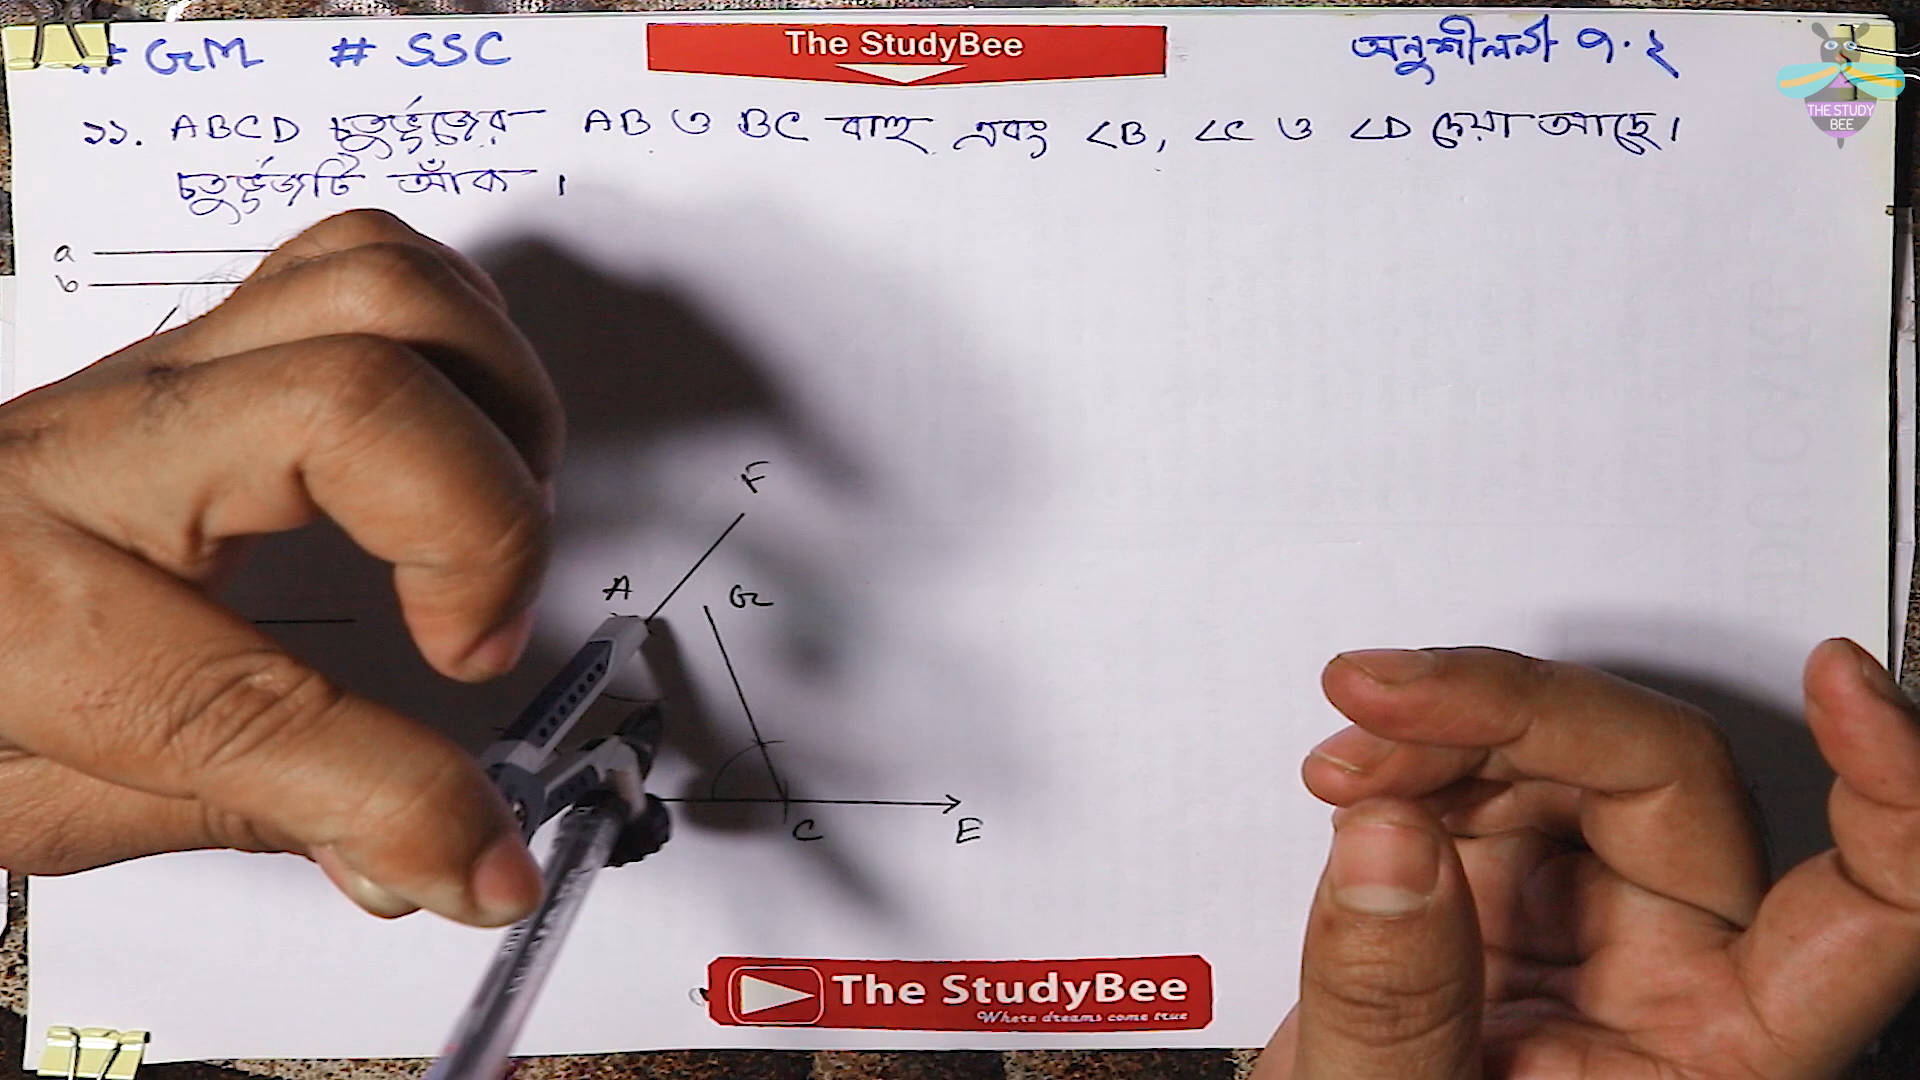 # GM # SSC
The StudyBee
অনুশীলনী ৭.২
THE STUDY
BEE
১১. ABCD চতুর্ভুজের AB ও BC বাহু এবং ∠B, ∠C ও ∠D দেয়া আছে।
চতুর্ভুজটি আঁক।
a
b
F
A
G
C
E
The StudyBee
Where dreams come true